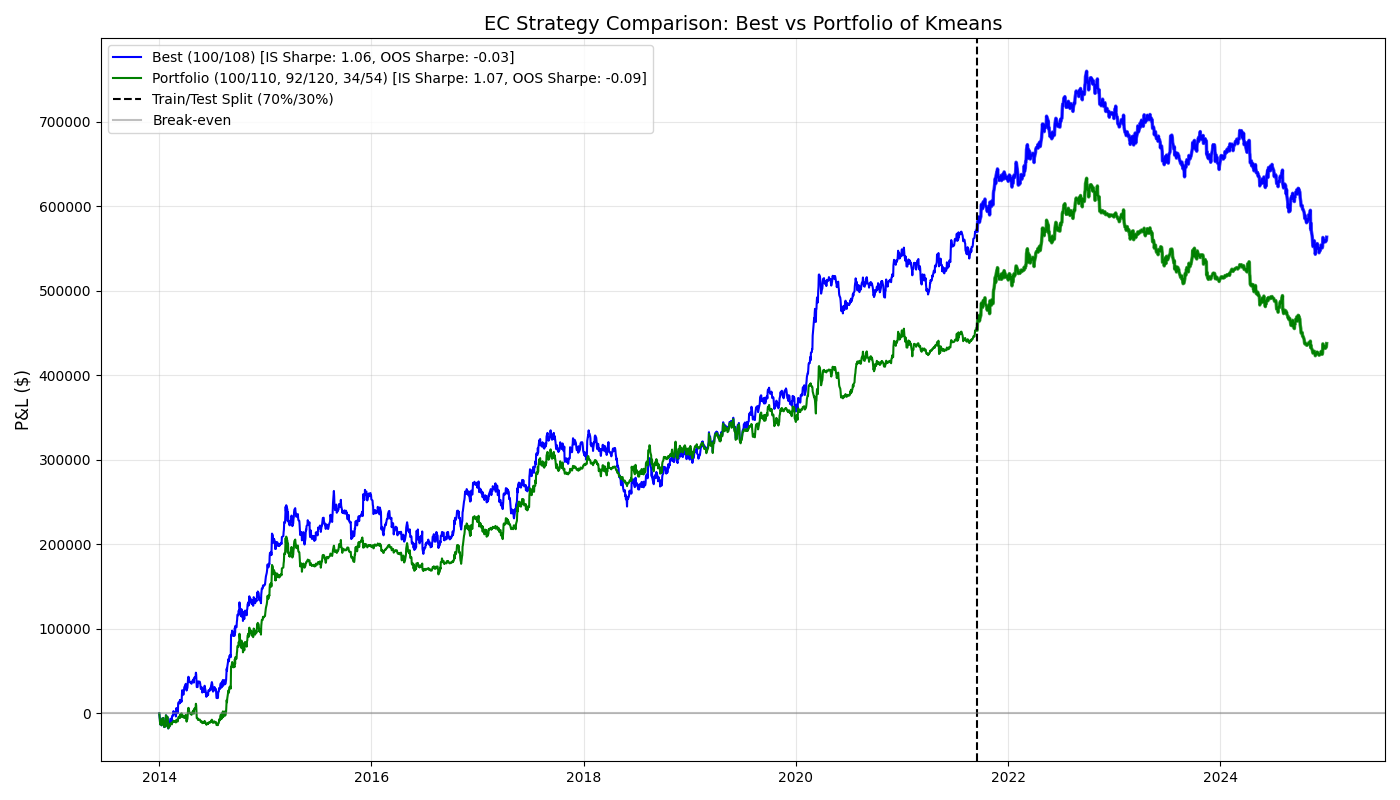 EC Strategy Comparison: Best vs Portfolio of Kmeans
Best (100/108) [IS Sharpe: 1.06, OOS Sharpe: -0.03]
Portfolio (100/110, 92/120, 34/54) [IS Sharpe: 1.07, OOS Sharpe: -0.09]
Train/Test Split (70%/30%)
Break-even
P&L ($)
700000
600000
500000
400000
300000
200000
100000
0
2014
2016
2018
2020
2022
2024